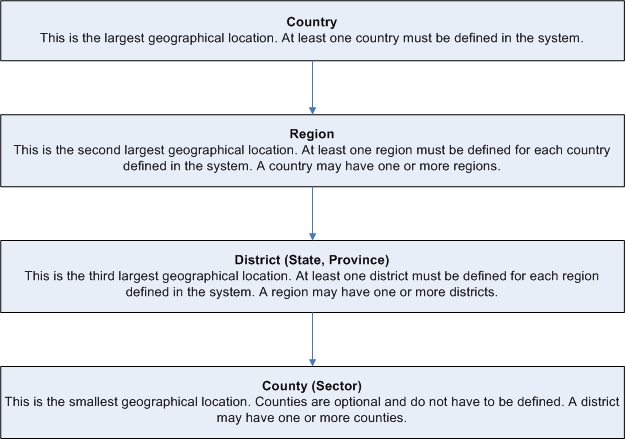 Country
This is the largest geographical location. At least one country must be defined in the system.
Region
This is the second largest geographical location. At least one region must be defined for each country
defined in the system. A country may have one or more regions.
District (State, Province)
This is the third largest geographical location. At least one district must be defined for each region
defined in the system. A region may have one or more districts.
County (Sector)
This is the smallest geographical location. Counties are optional and do not have to be defined. A district
may have one or more counties.